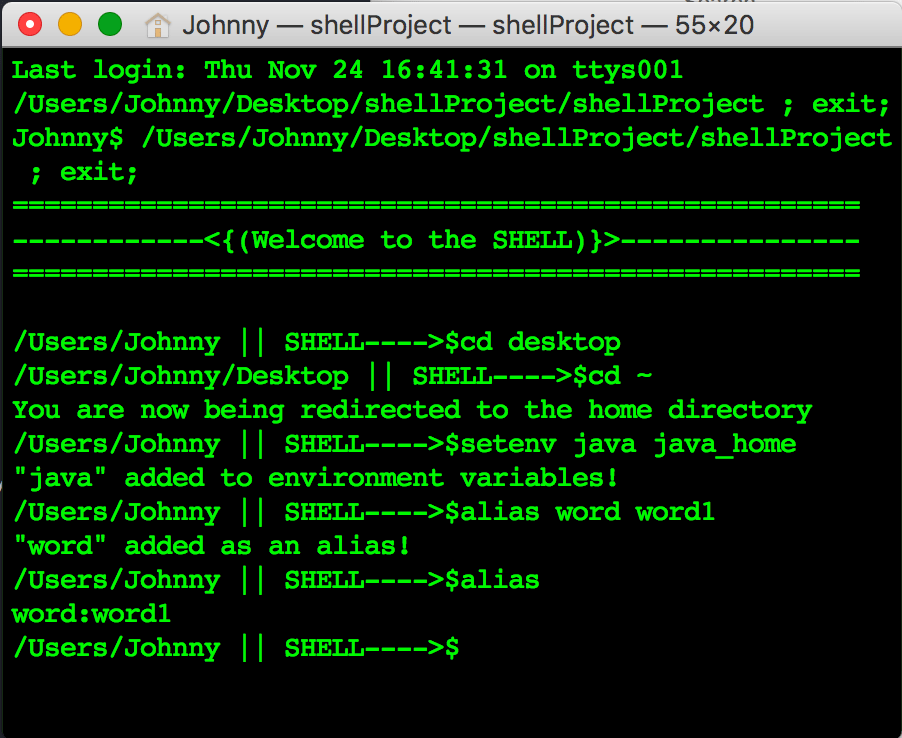 Johnny — shellProject — shellProject — 55×20
Last login: Thu Nov 24 16:41:31 on ttys001
/Users/Johnny/Desktop/shellProject/shellProject ; exit;
Johnny$ /Users/Johnny/Desktop/shellProject/shellProject
 ; exit;
=====================================================
------------<{(Welcome to the SHELL)}>---------------
=====================================================
/Users/Johnny || SHELL---->$cd desktop
/Users/Johnny/Desktop || SHELL---->$cd ~
You are now being redirected to the home directory
/Users/Johnny || SHELL---->$setenv java java_home
"java" added to environment variables!
/Users/Johnny || SHELL---->$alias word word1
"word" added as an alias!
/Users/Johnny || SHELL---->$alias
word:word1
/Users/Johnny || SHELL---->$